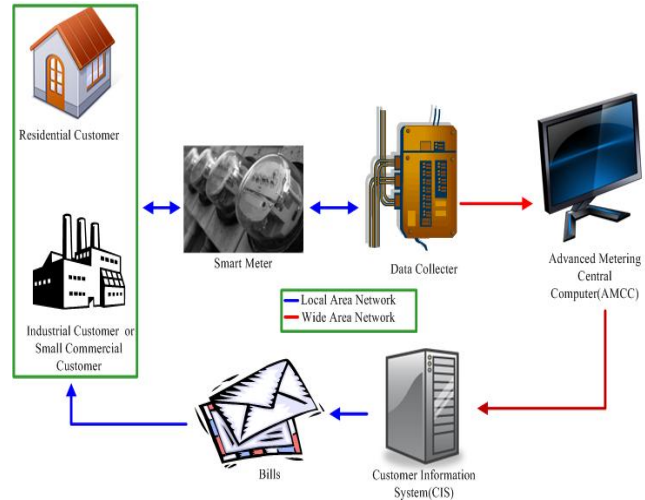 Residential Customer
Industrial Customer or
Small Commercial
Customer
Smart Meter
Data Collecter
Advanced Metering
Central
Computer(AMCC)
Local Area Network
Wide Area Network
Bills
Customer Information
System(CIS)